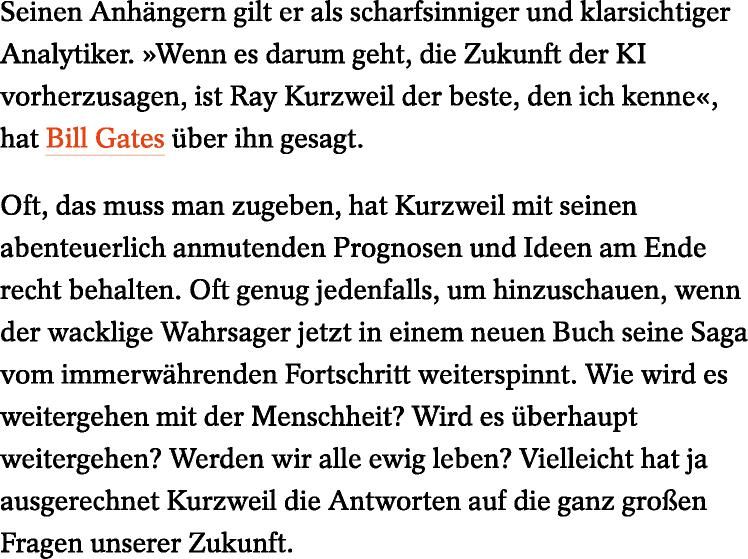 Seinen Anhängern gilt er als scharfsinniger und klarsichtiger
Analytiker. »Wenn es darum geht, die Zukunft der KI
vorherzusagen, ist Ray Kurzweil der beste, den ich kenne«,
hat Bill Gates über ihn gesagt.
Oft, das muss man zugeben, hat Kurzweil mit seinen
abenteuerlich anmutenden Prognosen und Ideen am Ende
recht behalten. Oft genug jedenfalls, um hinzuschauen, wenn
der wacklige Wahrsager jetzt in einem neuen Buch seine Saga
vom immerwährenden Fortschritt weiterspinnt. Wie wird es
weitergehen mit der Menschheit? Wird es überhaupt
weitergehen? Werden wir alle ewig leben? Vielleicht hat ja
ausgerechnet Kurzweil die Antworten auf die ganz großen
Fragen unserer Zukunft.